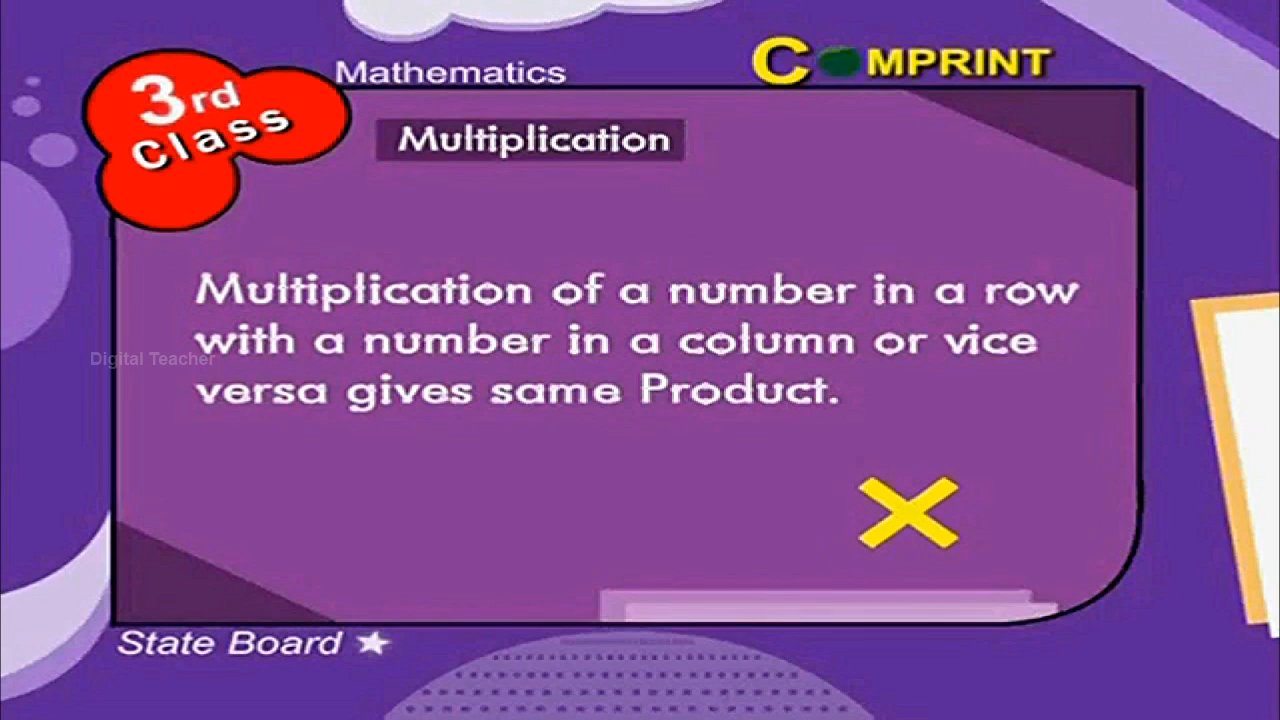 Mathematics
COMPRINT
3rd
Class
Multiplication
Multiplication of a number in a row
with a number in a column or vice
versa gives same Product.
Digital Teacher
State Board